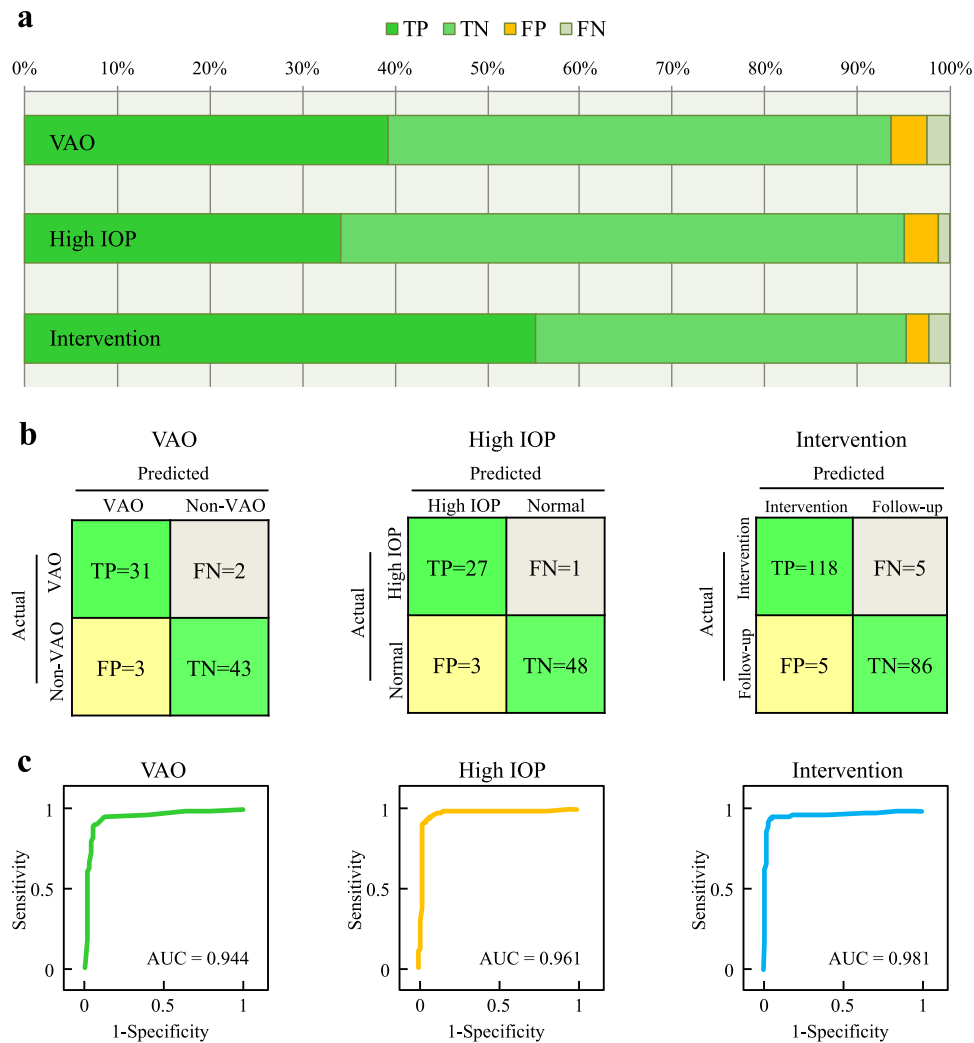 a
TP TN FP FN
0% 10% 20% 30% 40% 50% 60% 70% 80% 90% 100%
VAO
High IOP
Intervention
b
VAO
Predicted
VAO Non-VAO
Actual
VAO
TP=31 FN=2
Non-VAO
FP=3 TN=43
High IOP
Predicted
High IOP Normal
Actual
High IOP
TP=27 FN=1
Normal
FP=3 TN=48
Intervention
Predicted
Intervention Follow-up
Actual
Intervention
TP=118 FN=5
Follow-up
FP=5 TN=86
c
VAO
Sensitivity
1
0.5
0
AUC = 0.944
0 0.5 1
1-Specificity
High IOP
Sensitivity
1
0.5
0
AUC = 0.961
0 0.5 1
1-Specificity
Intervention
Sensitivity
1
0.5
0
AUC = 0.981
0 0.5 1
1-Specificity